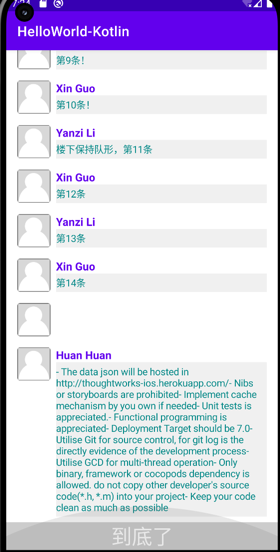 7:24
HelloWorld-Kotlin
第9条！
Xin Guo
第10条！
Yanzi Li
楼下保持队形，第11条
Xin Guo
第12条
Yanzi Li
第13条
Xin Guo
第14条
Huan Huan
- The data json will be hosted in
http://thoughtworks-ios.herokuapp.com/- Nibs
or storyboards are prohibited- Implement cache
mechanism by you own if needed- Unit tests is
appreciated.- Functional programming is
appreciated- Deployment Target should be 7.0-
Utilise Git for source control, for git log is the
directly evidence of the development process-
Utilise GCD for multi-thread operation- Only
binary, framework or cocopods dependency is
allowed. do not copy other developer's source
code(*.h, *.m) into your project- Keep your code
clean as much as possible
到底了